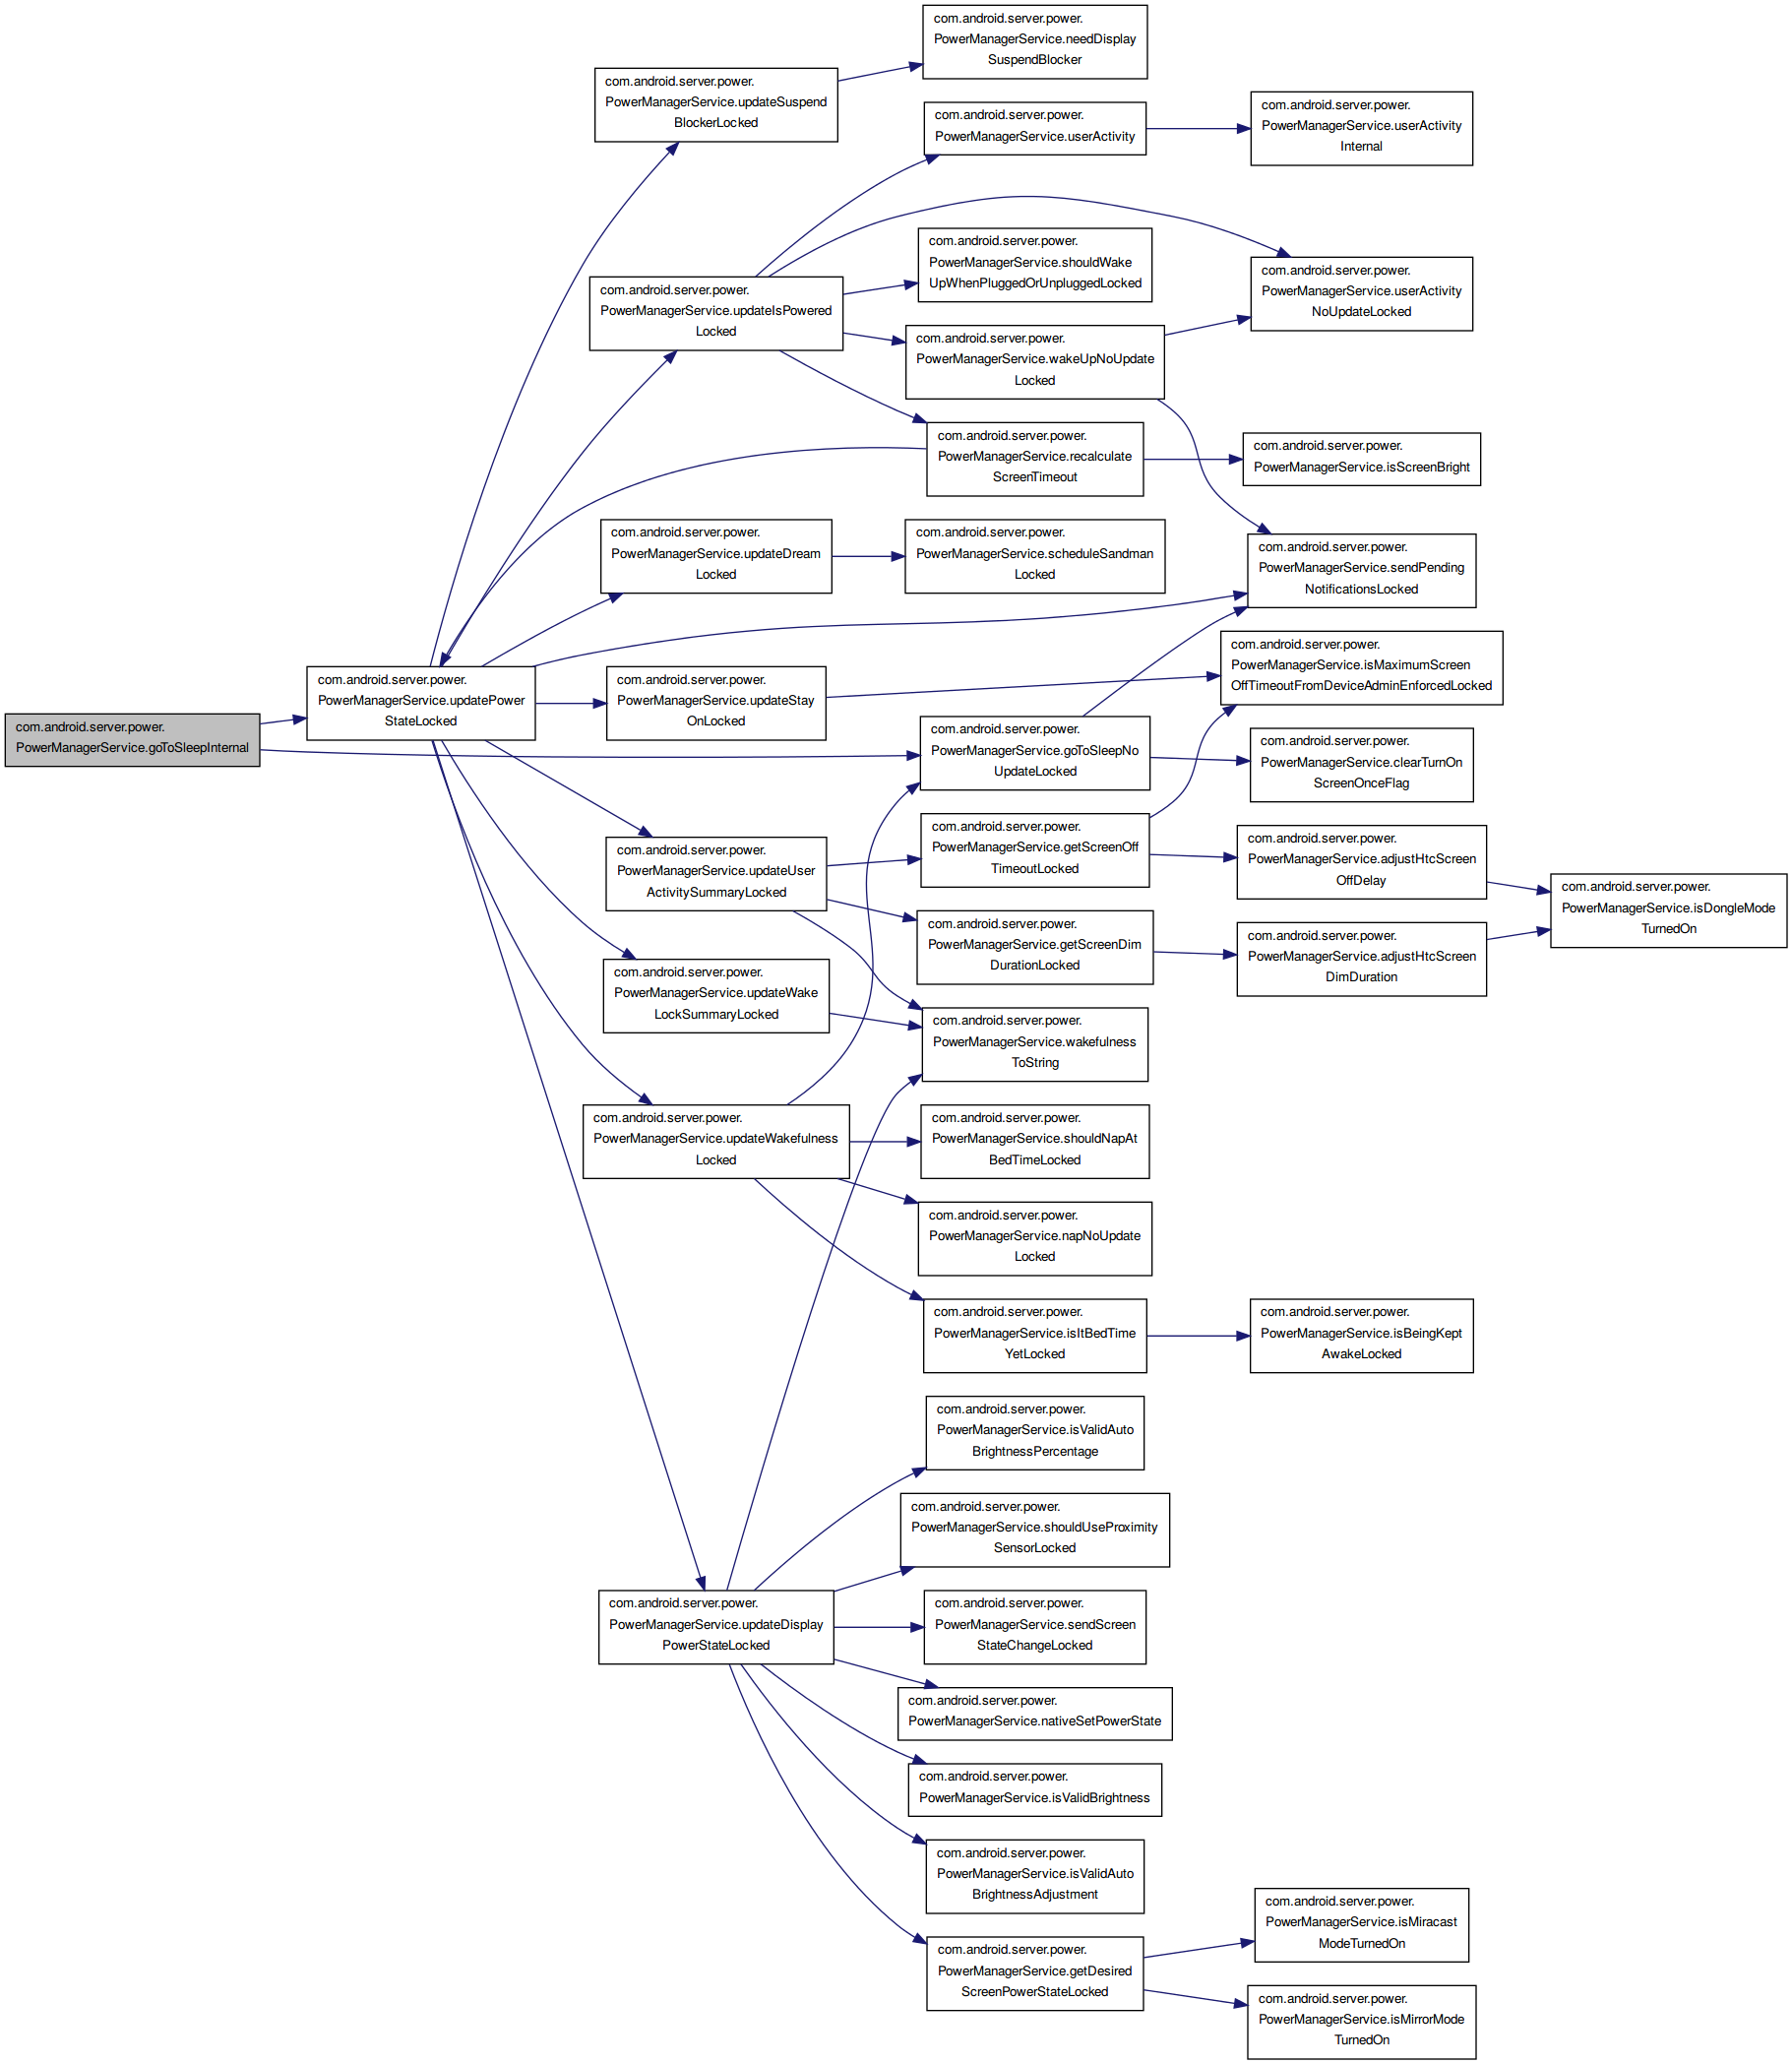 com.android.server.power.
PowerManagerService.goToSleepInternal
com.android.server.power.
PowerManagerService.updatePower
StateLocked
com.android.server.power.
PowerManagerService.updateSuspend
BlockerLocked
com.android.server.power.
PowerManagerService.updateIsPowered
Locked
com.android.server.power.
PowerManagerService.updateDream
Locked
com.android.server.power.
PowerManagerService.updateStay
OnLocked
com.android.server.power.
PowerManagerService.updateUser
ActivitySummaryLocked
com.android.server.power.
PowerManagerService.updateWake
LockSummaryLocked
com.android.server.power.
PowerManagerService.updateWakefulness
Locked
com.android.server.power.
PowerManagerService.updateDisplay
PowerStateLocked
com.android.server.power.
PowerManagerService.needDisplay
SuspendBlocker
com.android.server.power.
PowerManagerService.userActivity
com.android.server.power.
PowerManagerService.shouldWake
UpWhenPluggedOrUnpluggedLocked
com.android.server.power.
PowerManagerService.wakeUpNoUpdate
Locked
com.android.server.power.
PowerManagerService.recalculate
ScreenTimeout
com.android.server.power.
PowerManagerService.scheduleSandman
Locked
com.android.server.power.
PowerManagerService.goToSleepNo
UpdateLocked
com.android.server.power.
PowerManagerService.getScreenOff
TimeoutLocked
com.android.server.power.
PowerManagerService.getScreenDim
DurationLocked
com.android.server.power.
PowerManagerService.wakefulness
ToString
com.android.server.power.
PowerManagerService.shouldNapAt
BedTimeLocked
com.android.server.power.
PowerManagerService.napNoUpdate
Locked
com.android.server.power.
PowerManagerService.isItBedTime
YetLocked
com.android.server.power.
PowerManagerService.isValidAuto
BrightnessPercentage
com.android.server.power.
PowerManagerService.shouldUseProximity
SensorLocked
com.android.server.power.
PowerManagerService.sendScreen
StateChangeLocked
com.android.server.power.
PowerManagerService.nativeSetPowerState
com.android.server.power.
PowerManagerService.isValidBrightness
com.android.server.power.
PowerManagerService.isValidAuto
BrightnessAdjustment
com.android.server.power.
PowerManagerService.getDesired
ScreenPowerStateLocked
com.android.server.power.
PowerManagerService.userActivity
Internal
com.android.server.power.
PowerManagerService.userActivity
NoUpdateLocked
com.android.server.power.
PowerManagerService.isScreenBright
com.android.server.power.
PowerManagerService.sendPending
NotificationsLocked
com.android.server.power.
PowerManagerService.isMaximumScreen
OffTimeoutFromDeviceAdminEnforcedLocked
com.android.server.power.
PowerManagerService.clearTurnOn
ScreenOnceFlag
com.android.server.power.
PowerManagerService.adjustHtcScreen
OffDelay
com.android.server.power.
PowerManagerService.adjustHtcScreen
DimDuration
com.android.server.power.
PowerManagerService.isBeingKept
AwakeLocked
com.android.server.power.
PowerManagerService.isMiracast
ModeTurnedOn
com.android.server.power.
PowerManagerService.isMirrorMode
TurnedOn
com.android.server.power.
PowerManagerService.isDongleMode
TurnedOn